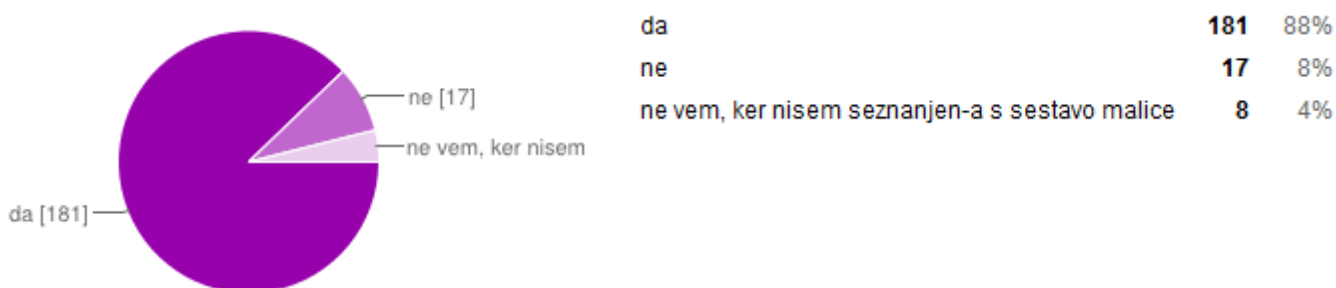 da [181]
ne [17]
ne vem, ker nisem
da 181 88%
ne 17 8%
ne vem, ker nisem seznanjen-a s sestavo malice 8 4%